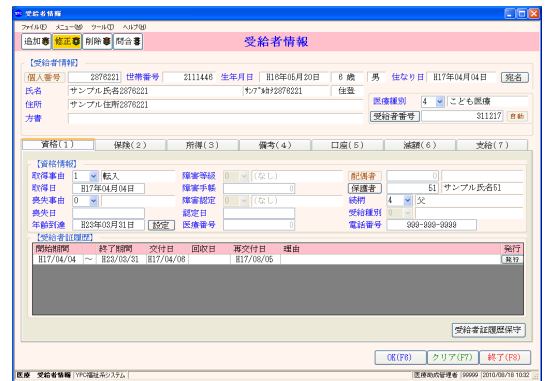 受給者情報
ファイル(F) メニュー(M) ツール(T) ヘルプ(H)
追加 修正 削除 問合 受給者情報
【受給者情報】
個人番号 2876221 世帯番号 2111446 生年月日 H16年05月20日 6 歳 男 住なり日 H17年04月04日 宛名
氏名 サンプル氏名2876221 ｻﾝﾌﾟﾙｶﾅ2876221 住登
住所 サンプル住所2876221 医療種別 4 こども医療
方書 受給者番号 311217 自動
資格(1) 保険(2) 所得(3) 備考(4) 口座(5) 減額(6) 支給(7)
【資格情報】
取得事由 1 転入 障害等級 0 (なし) 配偶者 0
取得日 H17年04月04日 障害手帳 0 保護者 51 サンプル氏名51
喪失事由 0 障害認定 0 (なし) 続柄 4 父
喪失日 認定日 受給種別 0
年齢到達 H23年03月31日 設定 医療番号 0 電話番号 999-999-9999
【受給者証履歴】
開始期間 終了期間 交付日 回収日 再交付日 理由 発行
H17/04/04 ～ H23/03/31 H17/04/06 H17/08/05 発行
受給者証履歴保守
OK(F6) クリア(F7) 終了(F8)
医療 受給者情報 YPC福祉系システム 医療助成管理者 99999 2010/08/18 10:32